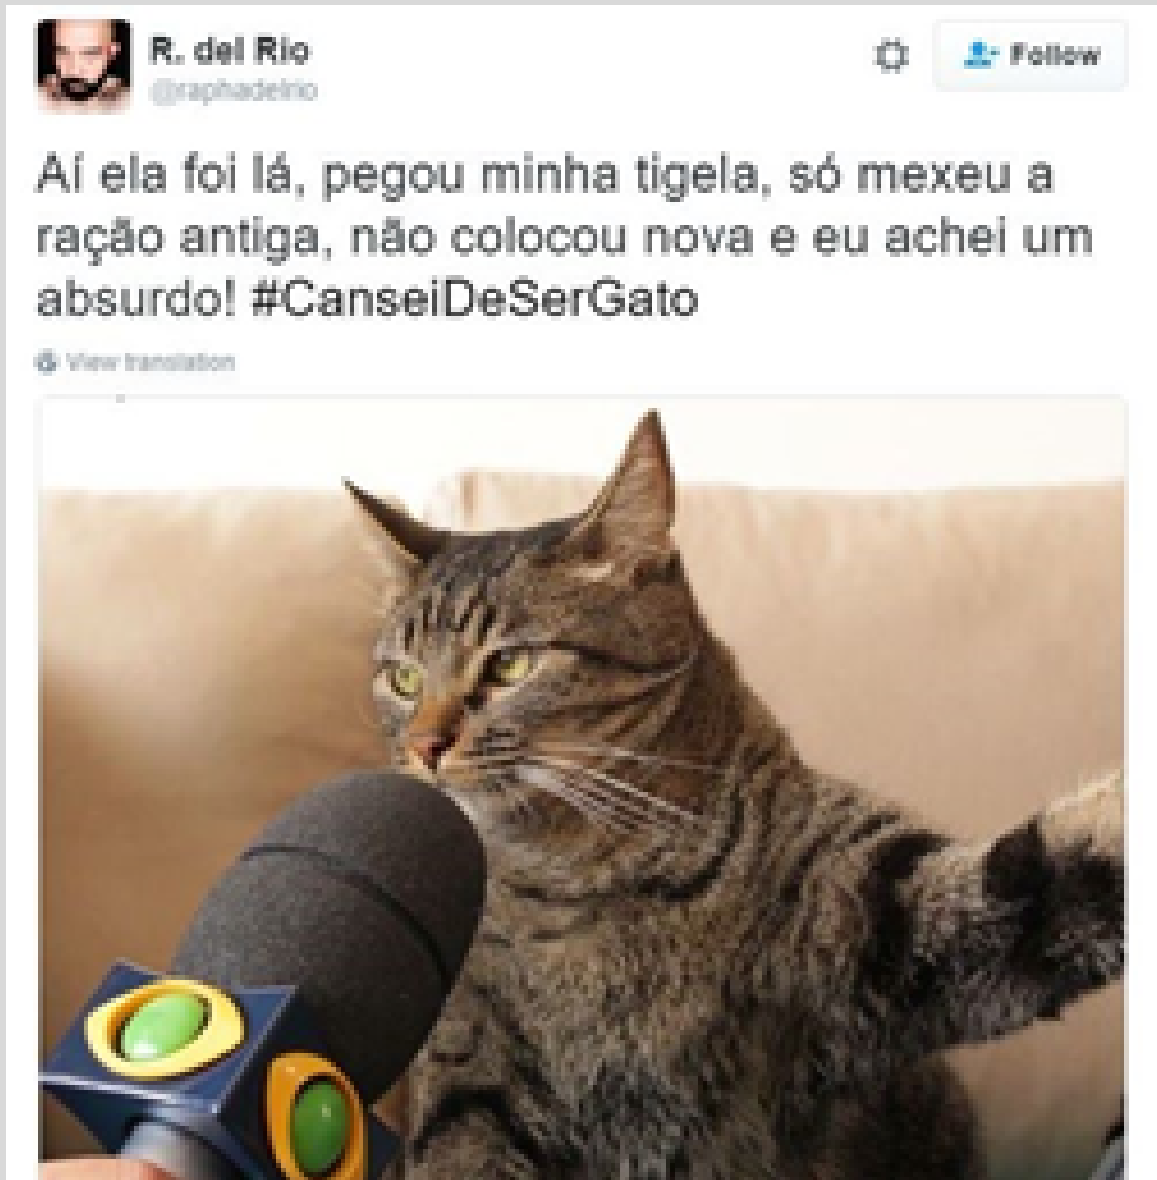 R. del Rio
Follow
@raphadelrio
Aí ela foi lá, pegou minha tigela, só mexeu a
ração antiga, não colocou nova e eu achei um
absurdo! #CanseiDeSerGato
View translation